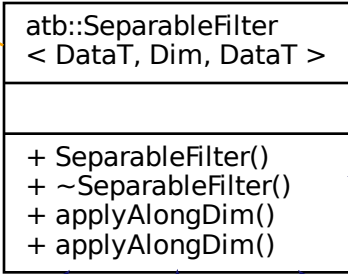 atb::SeparableFilter
< DataT, Dim, DataT >
+ SeparableFilter()
+ ~SeparableFilter()
+ applyAlongDim()
+ applyAlongDim()